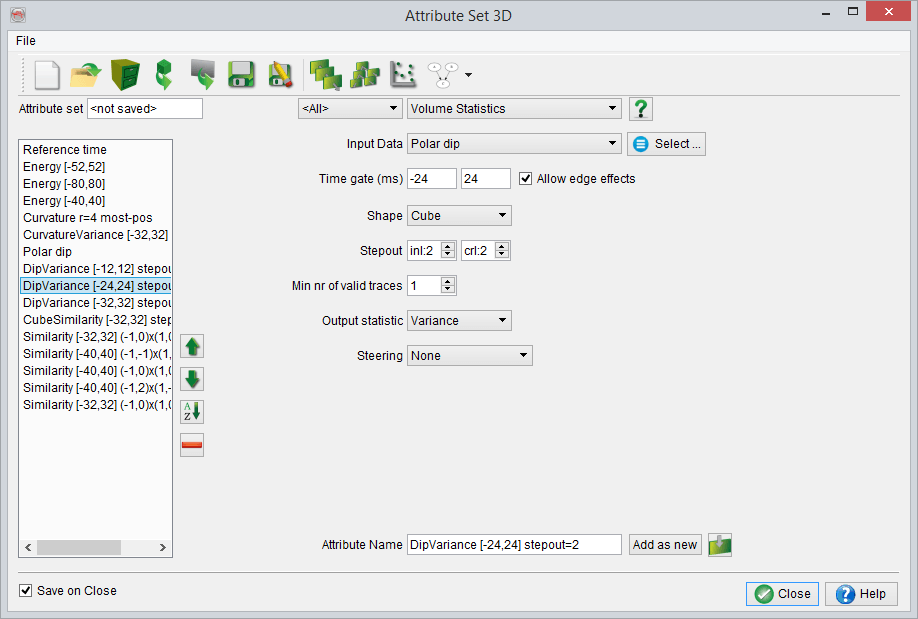 Attribute Set 3D
File
Attribute set <not saved> <All> Volume Statistics ?
Input Data Polar dip Select ...
Time gate (ms) -24 24 Allow edge effects
Shape Cube
Stepout inl:2 crl:2
Min nr of valid traces 1
Output statistic Variance
Steering None
Reference time
Energy [-52,52]
Energy [-80,80]
Energy [-40,40]
Curvature r=4 most-pos
CurvatureVariance [-32,32]
Polar dip
DipVariance [-12,12] stepou
DipVariance [-24,24] stepou
DipVariance [-32,32] stepou
CubeSimilarity [-32,32] step
Similarity [-32,32] (-1,0)x(1,0
Similarity [-40,40] (-1,-1)x(1,
Similarity [-40,40] (-1,0)x(1,0
Similarity [-40,40] (-1,2)x(1,-
Similarity [-32,32] (-1,0)x(1,0
A
Z
Attribute Name DipVariance [-24,24] stepout=2 Add as new
Save on Close
Close ? Help